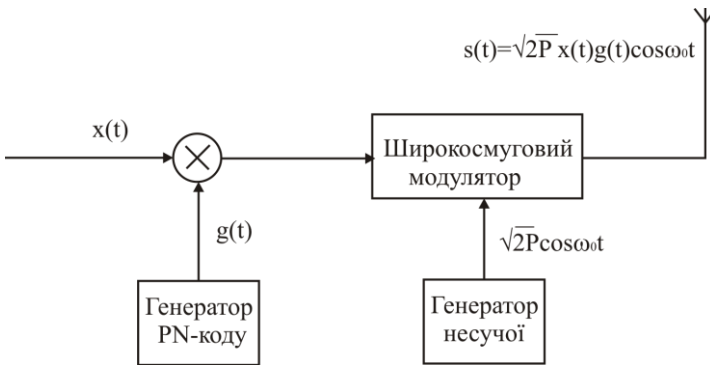 s(t)=√2P x(t)g(t)cosω₀t
x(t)
Широкосмуговий
модулятор
g(t)
√2Pcosω₀t
Генератор
PN-коду
Генератор
несучої